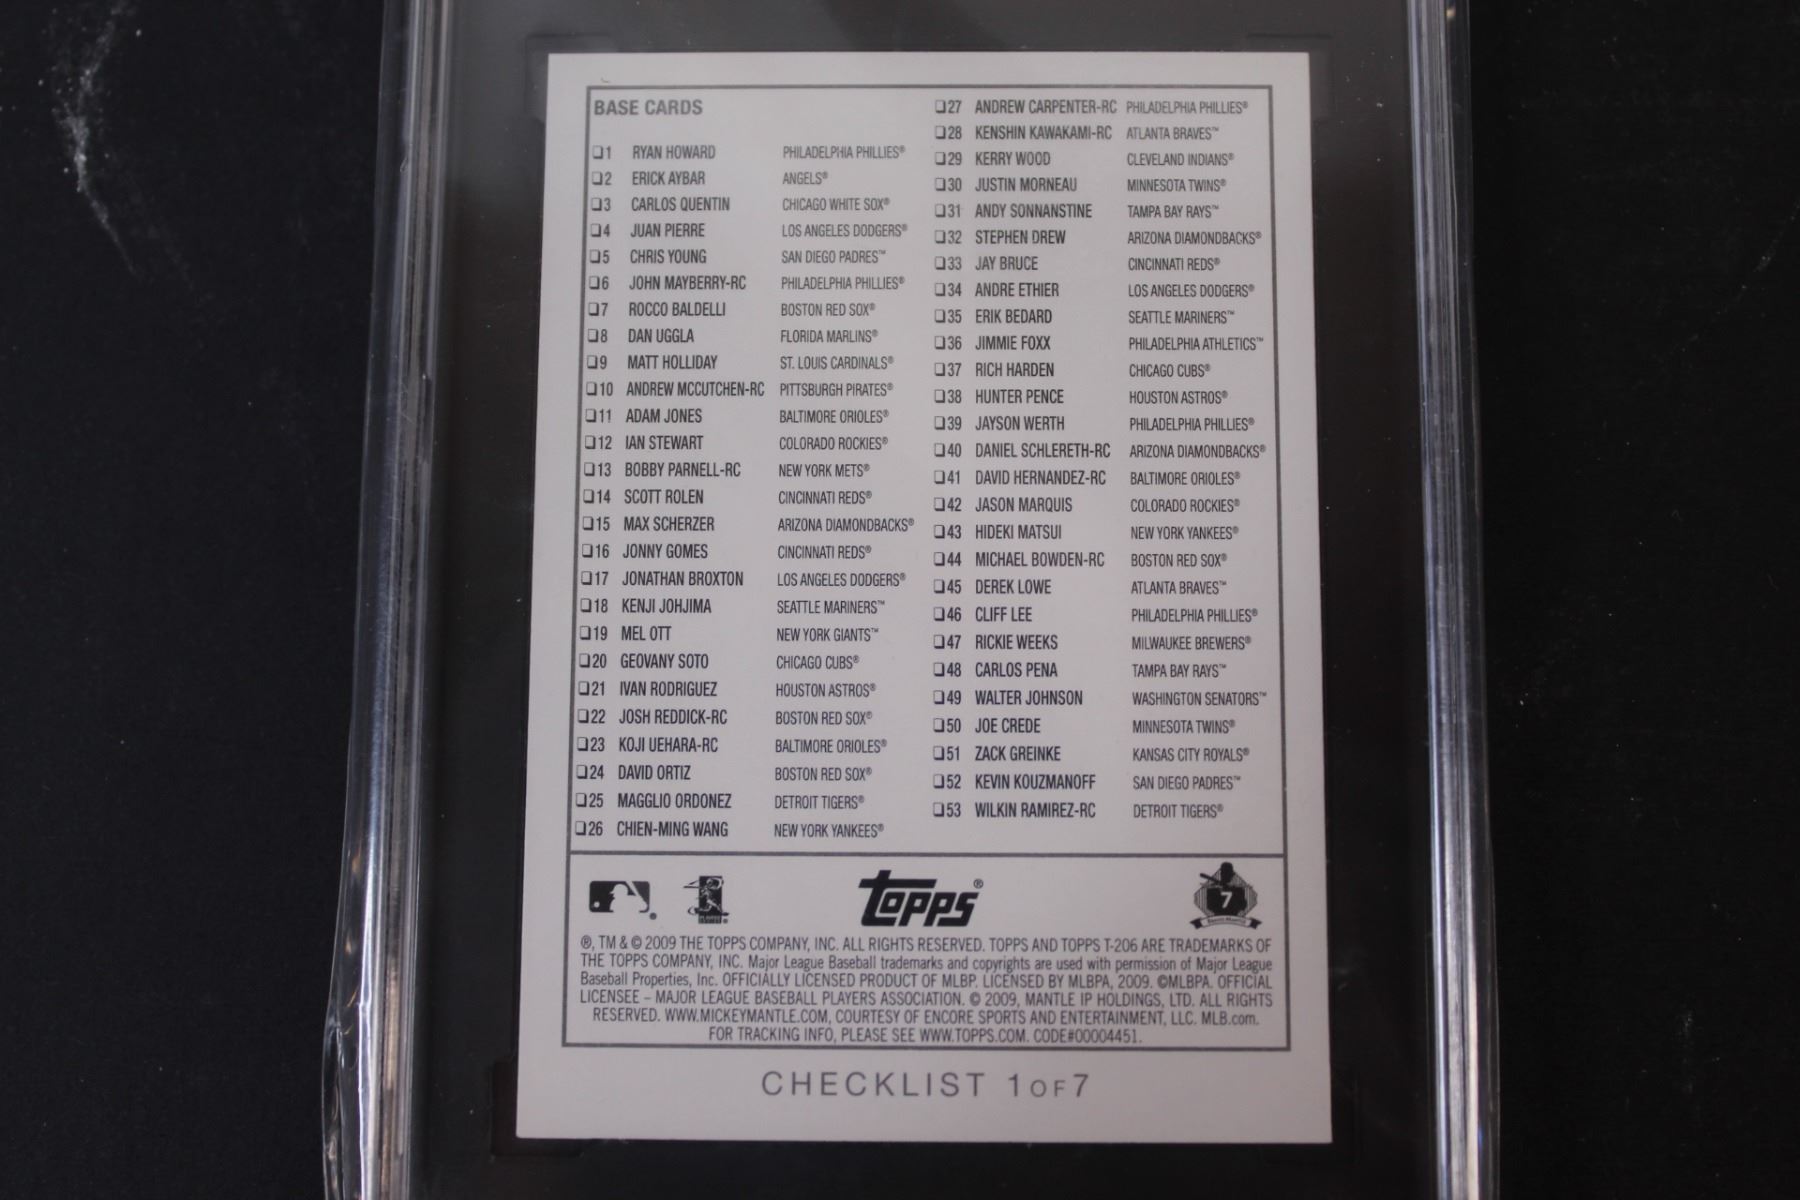 BASE CARDS
❏1 RYAN HOWARD PHILADELPHIA PHILLIES®
❏2 ERICK AYBAR ANGELS®
❏3 CARLOS QUENTIN CHICAGO WHITE SOX®
❏4 JUAN PIERRE LOS ANGELES DODGERS®
❏5 CHRIS YOUNG SAN DIEGO PADRES™
❏6 JOHN MAYBERRY-RC PHILADELPHIA PHILLIES®
❏7 ROCCO BALDELLI BOSTON RED SOX®
❏8 DAN UGGLA FLORIDA MARLINS®
❏9 MATT HOLLIDAY ST. LOUIS CARDINALS®
❏10 ANDREW MCCUTCHEN-RC PITTSBURGH PIRATES®
❏11 ADAM JONES BALTIMORE ORIOLES®
❏12 IAN STEWART COLORADO ROCKIES®
❏13 BOBBY PARNELL-RC NEW YORK METS®
❏14 SCOTT ROLEN CINCINNATI REDS®
❏15 MAX SCHERZER ARIZONA DIAMONDBACKS®
❏16 JONNY GOMES CINCINNATI REDS®
❏17 JONATHAN BROXTON LOS ANGELES DODGERS®
❏18 KENJI JOHJIMA SEATTLE MARINERS™
❏19 MEL OTT NEW YORK GIANTS™
❏20 GEOVANY SOTO CHICAGO CUBS®
❏21 IVAN RODRIGUEZ HOUSTON ASTROS®
❏22 JOSH REDDICK-RC BOSTON RED SOX®
❏23 KOJI UEHARA-RC BALTIMORE ORIOLES®
❏24 DAVID ORTIZ BOSTON RED SOX®
❏25 MAGGLIO ORDONEZ DETROIT TIGERS®
❏26 CHIEN-MING WANG NEW YORK YANKEES®
❏27 ANDREW CARPENTER-RC PHILADELPHIA PHILLIES®
❏28 KENSHIN KAWAKAMI-RC ATLANTA BRAVES™
❏29 KERRY WOOD CLEVELAND INDIANS®
❏30 JUSTIN MORNEAU MINNESOTA TWINS®
❏31 ANDY SONNANSTINE TAMPA BAY RAYS™
❏32 STEPHEN DREW ARIZONA DIAMONDBACKS®
❏33 JAY BRUCE CINCINNATI REDS®
❏34 ANDRE ETHIER LOS ANGELES DODGERS®
❏35 ERIK BEDARD SEATTLE MARINERS™
❏36 JIMMIE FOXX PHILADELPHIA ATHLETICS™
❏37 RICH HARDEN CHICAGO CUBS®
❏38 HUNTER PENCE HOUSTON ASTROS®
❏39 JAYSON WERTH PHILADELPHIA PHILLIES®
❏40 DANIEL SCHLERETH-RC ARIZONA DIAMONDBACKS®
❏41 DAVID HERNANDEZ-RC BALTIMORE ORIOLES®
❏42 JASON MARQUIS COLORADO ROCKIES®
❏43 HIDEKI MATSUI NEW YORK YANKEES®
❏44 MICHAEL BOWDEN-RC BOSTON RED SOX®
❏45 DEREK LOWE ATLANTA BRAVES™
❏46 CLIFF LEE PHILADELPHIA PHILLIES®
❏47 RICKIE WEEKS MILWAUKEE BREWERS®
❏48 CARLOS PENA TAMPA BAY RAYS™
❏49 WALTER JOHNSON WASHINGTON SENATORS™
❏50 JOE CREDE MINNESOTA TWINS®
❏51 ZACK GREINKE KANSAS CITY ROYALS®
❏52 KEVIN KOUZMANOFF SAN DIEGO PADRES™
❏53 WILKIN RAMIREZ-RC DETROIT TIGERS®
®
®
Topps®
7
®, TM & © 2009 THE TOPPS COMPANY, INC. ALL RIGHTS RESERVED. TOPPS AND TOPPS T-206 ARE TRADEMARKS OF
THE TOPPS COMPANY, INC. Major League Baseball trademarks and copyrights are used with permission of Major League
Baseball Properties, Inc. OFFICIALLY LICENSED PRODUCT OF MLBP. LICENSED BY MLBPA, 2009. ©MLBPA. OFFICIAL
LICENSEE – MAJOR LEAGUE BASEBALL PLAYERS ASSOCIATION. © 2009, MANTLE IP HOLDINGS, LTD. ALL RIGHTS
RESERVED. WWW.MICKEYMANTLE.COM, COURTESY OF ENCORE SPORTS AND ENTERTAINMENT, LLC. MLB.com.
FOR TRACKING INFO, PLEASE SEE WWW.TOPPS.COM. CODE#00004451.
CHECKLIST 1 OF 7